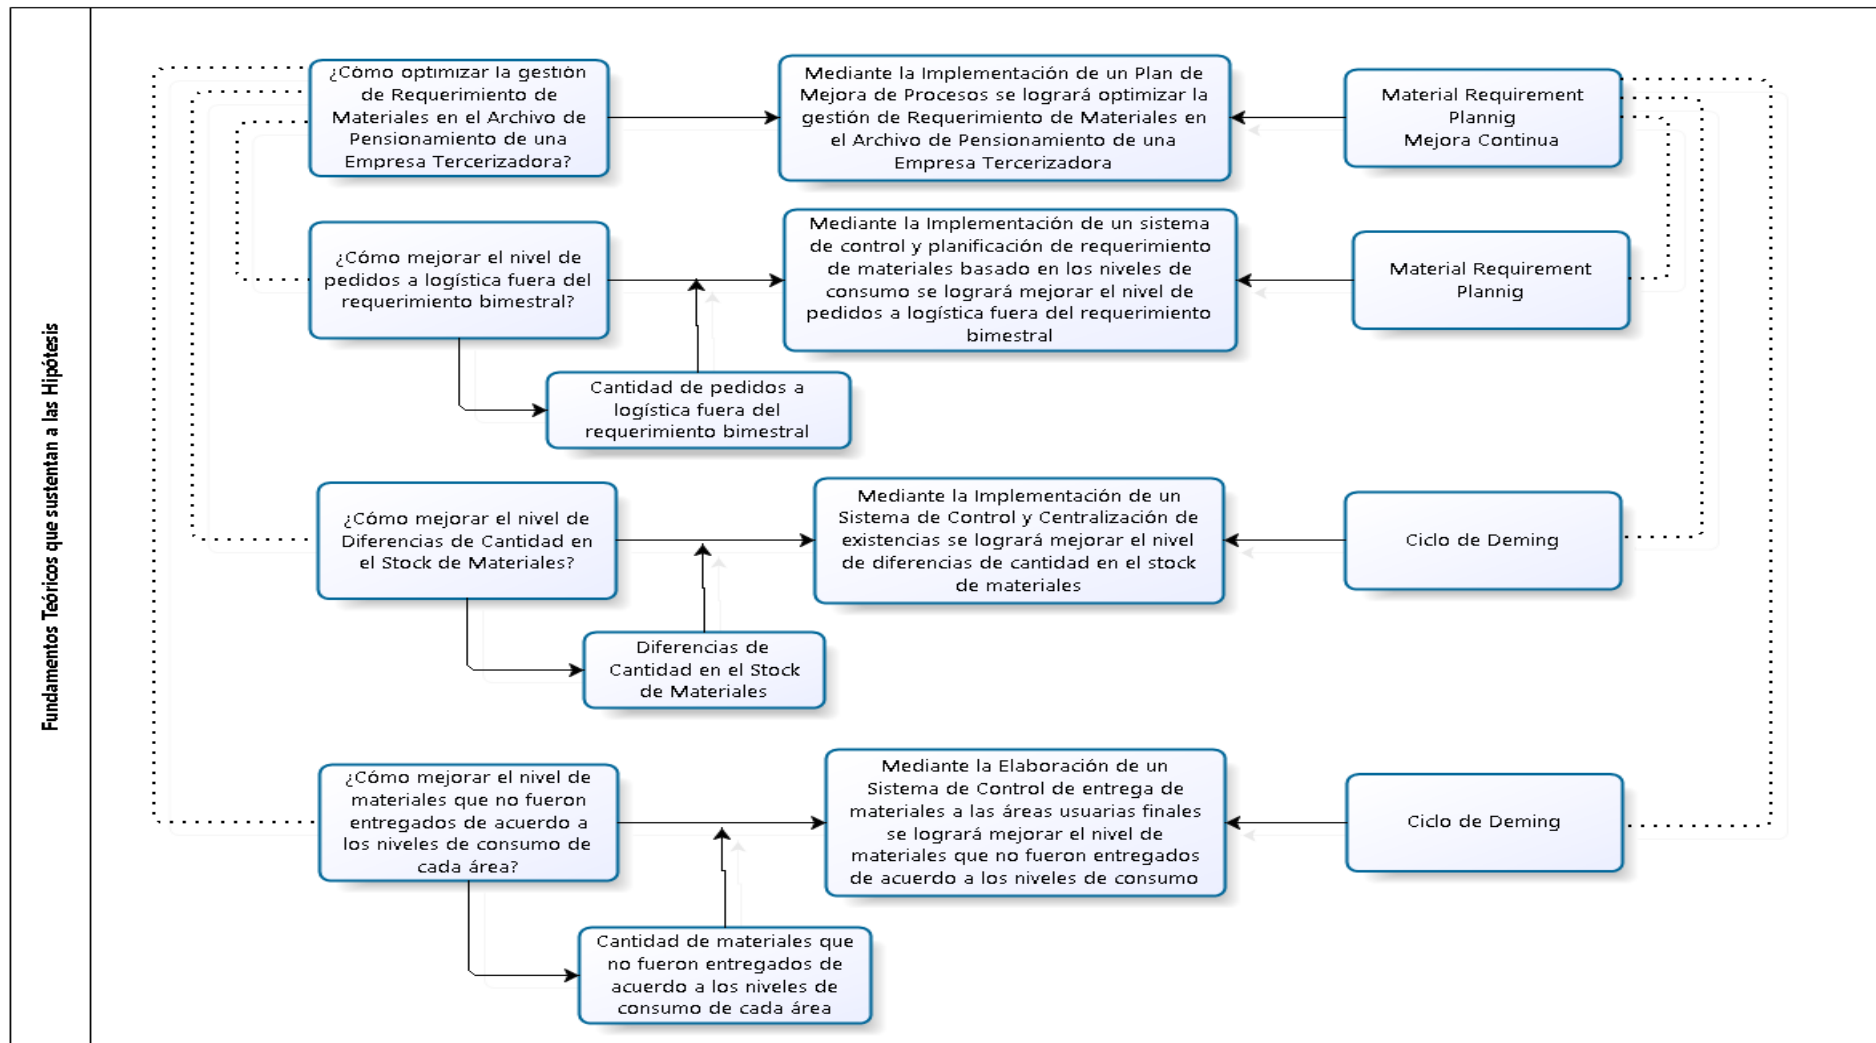 Fundamentos Teóricos que sustentan a las Hipótesis
¿Cómo optimizar la gestión
de Requerimiento de
Materiales en el Archivo de
Pensionamiento de una
Empresa Tercerizadora?
Mediante la Implementación de un Plan de
Mejora de Procesos se logrará optimizar la
gestión de Requerimiento de Materiales en
el Archivo de Pensionamiento de una
Empresa Tercerizadora
Material Requirement
Plannig
Mejora Continua
¿Cómo mejorar el nivel de
pedidos a logística fuera del
requerimiento bimestral?
Mediante la Implementación de un sistema
de control y planificación de requerimiento
de materiales basado en los niveles de
consumo se logrará mejorar el nivel de
pedidos a logística fuera del requerimiento
bimestral
Material Requirement
Plannig
Cantidad de pedidos a
logística fuera del
requerimiento bimestral
¿Cómo mejorar el nivel de
Diferencias de Cantidad en
el Stock de Materiales?
Mediante la Implementación de un
Sistema de Control y Centralización de
existencias se logrará mejorar el nivel
de diferencias de cantidad en el stock
de materiales
Ciclo de Deming
Diferencias de
Cantidad en el Stock
de Materiales
¿Cómo mejorar el nivel de
materiales que no fueron
entregados de acuerdo a
los niveles de consumo de
cada área?
Mediante la Elaboración de un
Sistema de Control de entrega de
materiales a las áreas usuarias finales
se logrará mejorar el nivel de
materiales que no fueron entregados
de acuerdo a los niveles de consumo
Ciclo de Deming
Cantidad de materiales que
no fueron entregados de
acuerdo a los niveles de
consumo de cada área